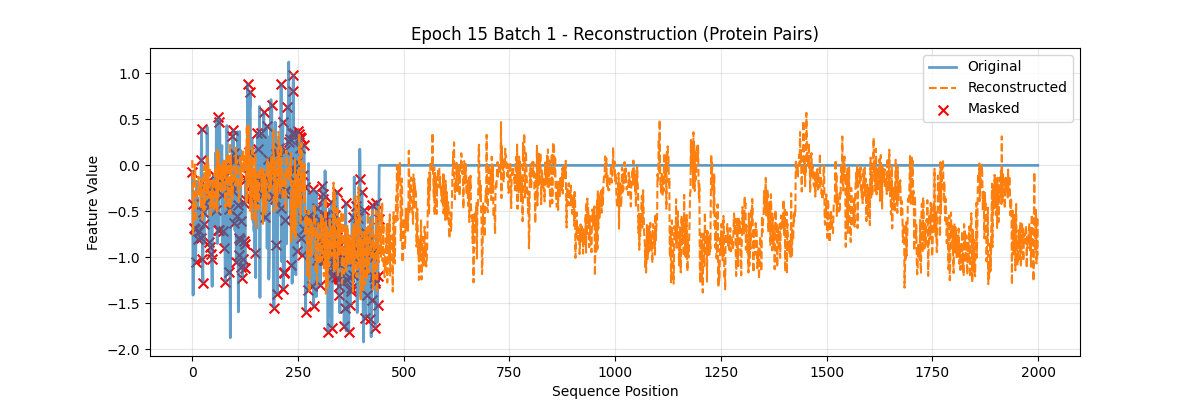 Epoch 15 Batch 1 - Reconstruction (Protein Pairs)
Original
Reconstructed
Masked
Feature Value
1.0
0.5
0.0
−0.5
−1.0
−1.5
−2.0
0
250
500
750
1000
1250
1500
1750
2000
Sequence Position